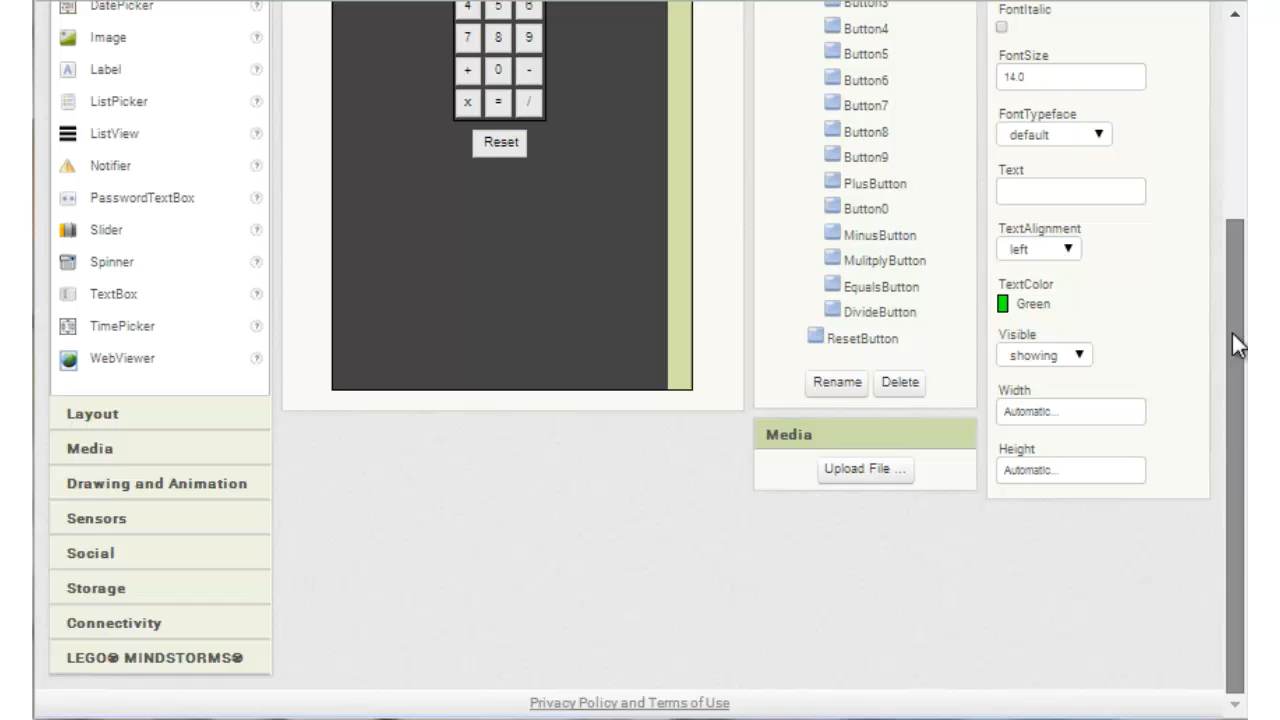 DatePicker
Image
Label
ListPicker
ListView
Notifier
PasswordTextBox
Slider
Spinner
TextBox
TimePicker
WebViewer
Layout
Media
Drawing and Animation
Sensors
Social
Storage
Connectivity
LEGO® MINDSTORMS®
4 5 6
7 8 9
+ 0 -
x = /
Reset
Button3
Button4
Button5
Button6
Button7
Button8
Button9
PlusButton
Button0
MinusButton
MulitplyButton
EqualsButton
DivideButton
ResetButton
Rename Delete
Media
Upload File ...
FontItalic
FontSize
14.0
FontTypeface
default
Text
TextAlignment
left
TextColor
Green
Visible
showing
Width
Automatic...
Height
Automatic...
Privacy Policy and Terms of Use